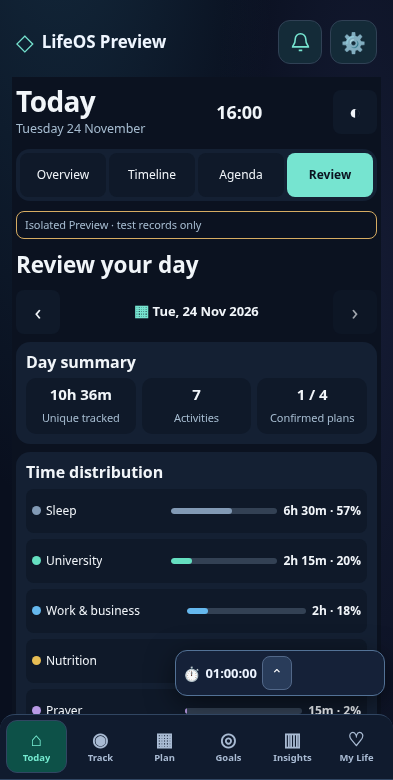 LifeOS Preview
Today
Tuesday 24 November
16:00
Overview Timeline Agenda Review
Isolated Preview · test records only
Review your day
‹ Tue, 24 Nov 2026 ›
Day summary
10h 36m 7 1 / 4
Unique tracked Activities Confirmed plans
Time distribution
Sleep 6h 30m · 57%
University 2h 15m · 20%
Work & business 2h · 18%
Nutrition
01:00:00
Prayer 15m · 2%
Today Track Plan Goals Insights My Life